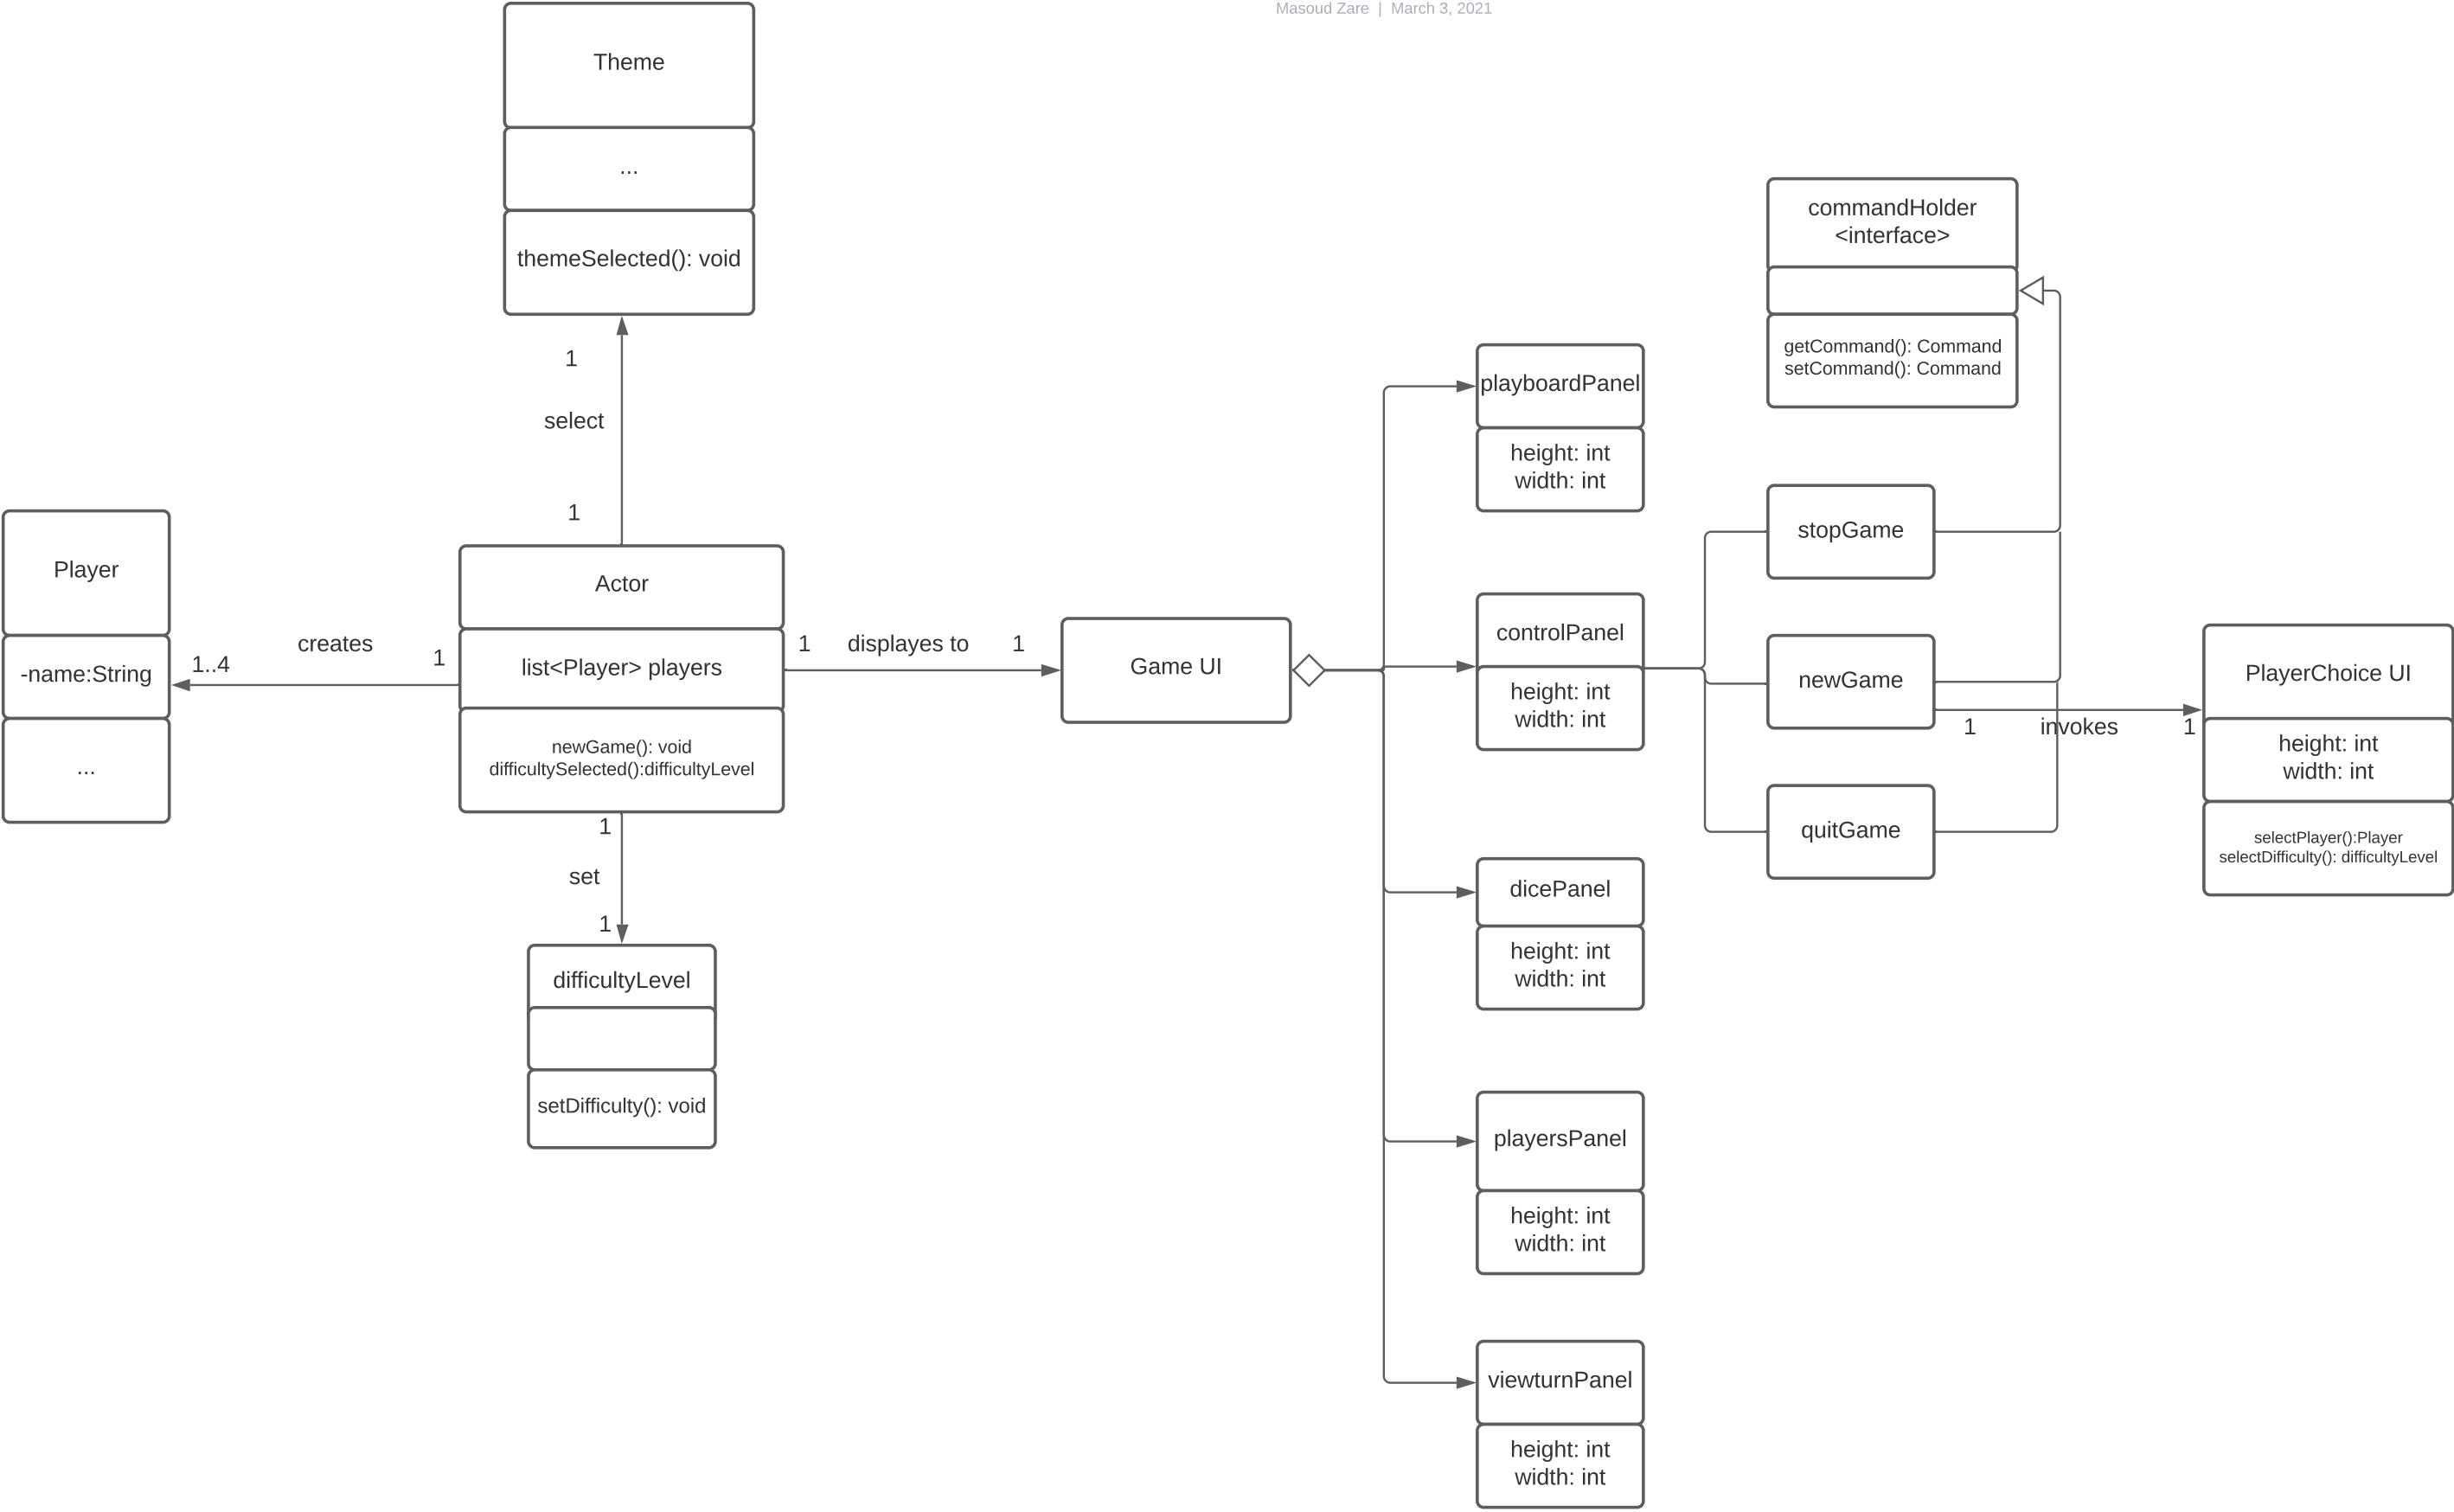 Masoud Zare | March 3, 2021
Theme
...
themeSelected(): void
1
select
1
Player
-name:String
...
1..4
creates
1
Actor
list<Player> players
newGame(): void
difficultySelected():difficultyLevel
1
set
1
difficultyLevel
setDifficulty(): void
1
displayes to
1
Game UI
playboardPanel
height: int
width: int
controlPanel
height: int
width: int
dicePanel
height: int
width: int
playersPanel
height: int
width: int
viewturnPanel
height: int
width: int
commandHolder
<interface>
getCommand(): Command
setCommand(): Command
stopGame
newGame
quitGame
1
invokes
1
PlayerChoice UI
height: int
width: int
selectPlayer():Player
selectDifficulty(): difficultyLevel